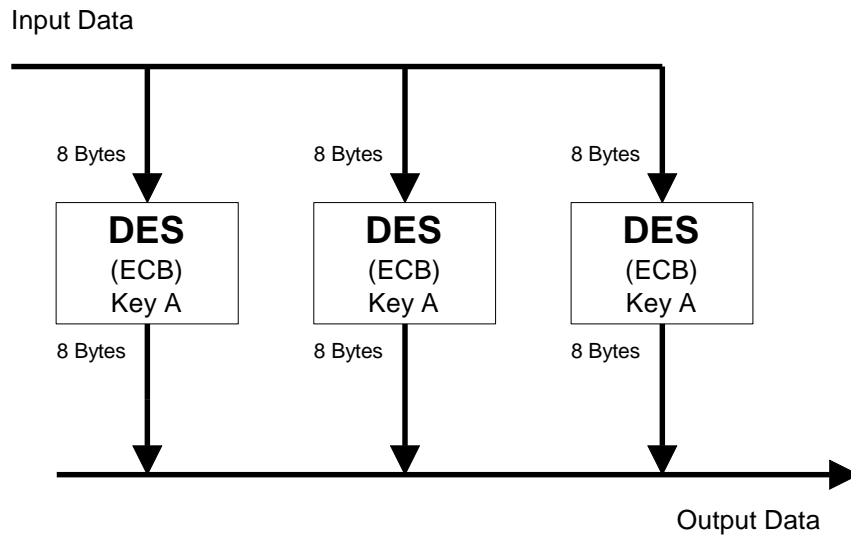 Input Data
8 Bytes
8 Bytes
8 Bytes
DES
(ECB)
Key A
DES
(ECB)
Key A
DES
(ECB)
Key A
8 Bytes
8 Bytes
8 Bytes
Output Data